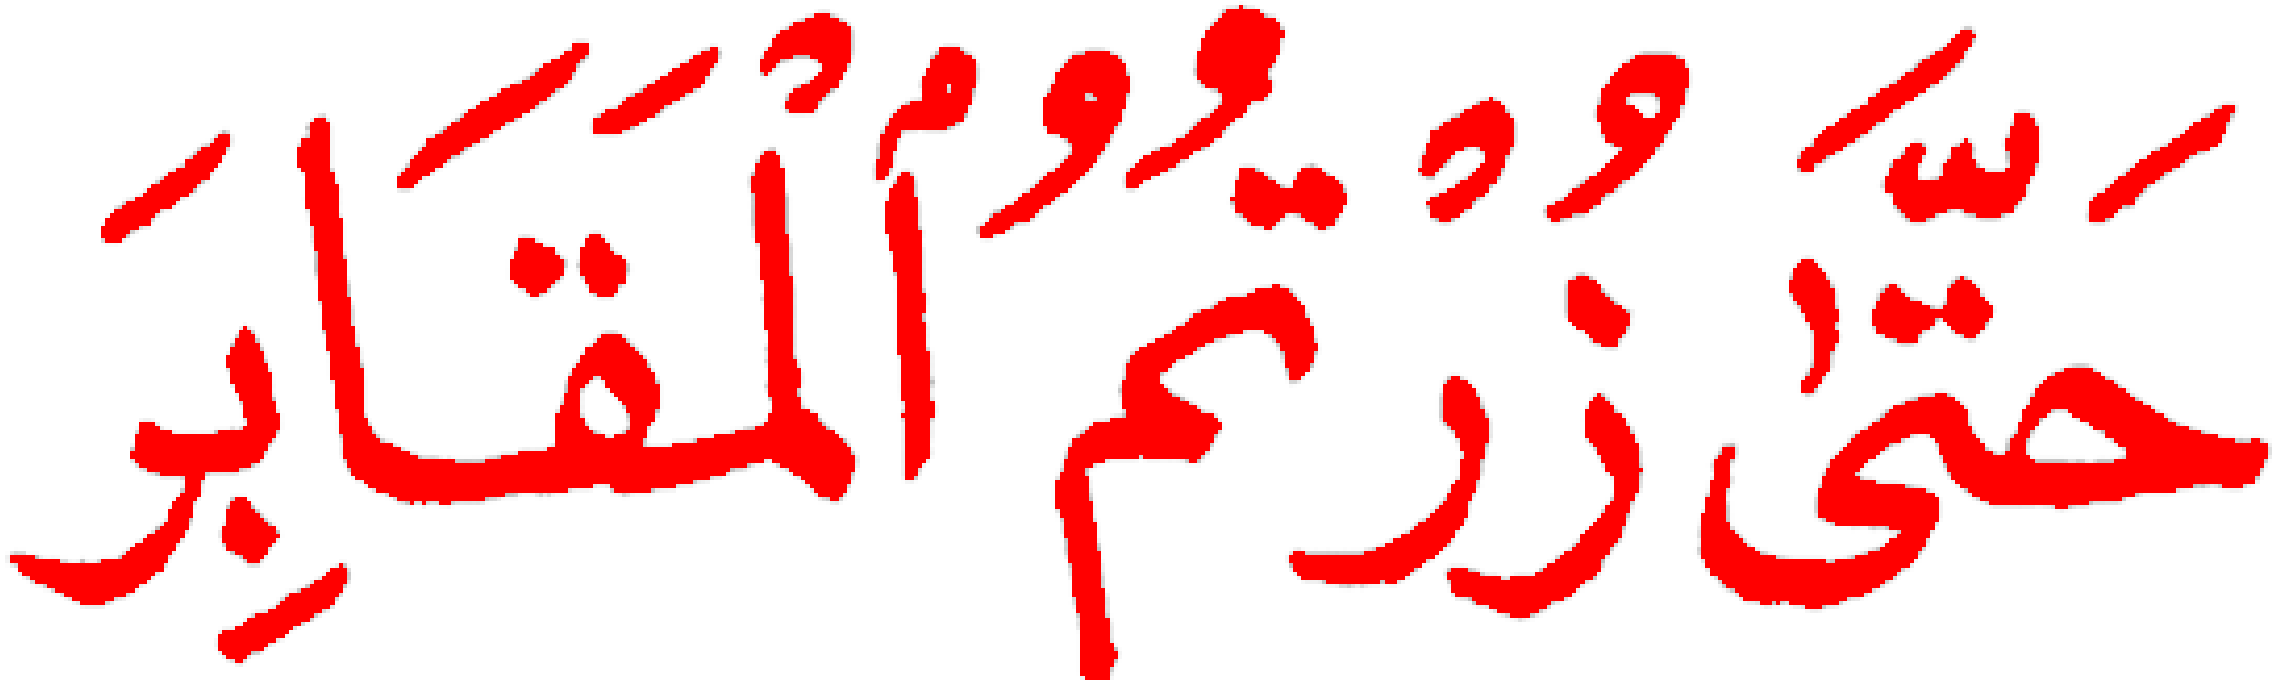 حَتَّىٰ زُرْتُمُ ٱلْمَقَابِرَ